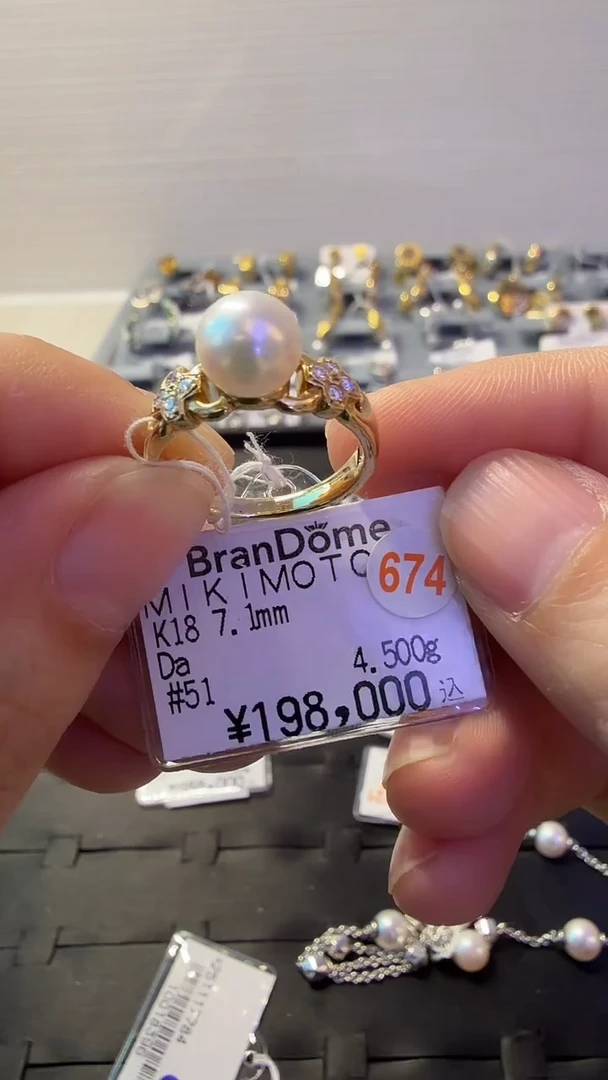 BranDome
MIKIMOTO
674
K18 7.1mm
Da
4.500g
#51
¥198,000込